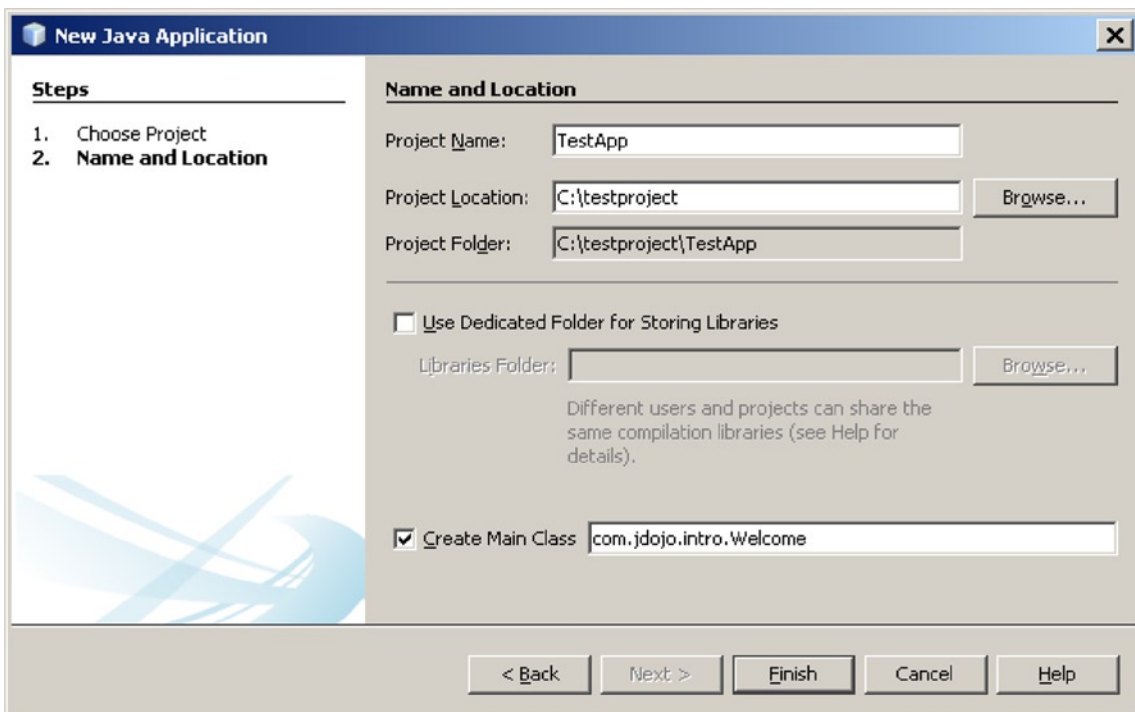 New Java Application
Steps
1. Choose Project
2. Name and Location
Name and Location
Project Name: TestApp
Project Location: C:\testproject Browse...
Project Folder: C:\testproject\TestApp
Use Dedicated Folder for Storing Libraries
Libraries Folder: Browse...
Different users and projects can share the
same compilation libraries (see Help for
details).
Create Main Class com.jdojo.intro.Welcome
< Back Next > Finish Cancel Help